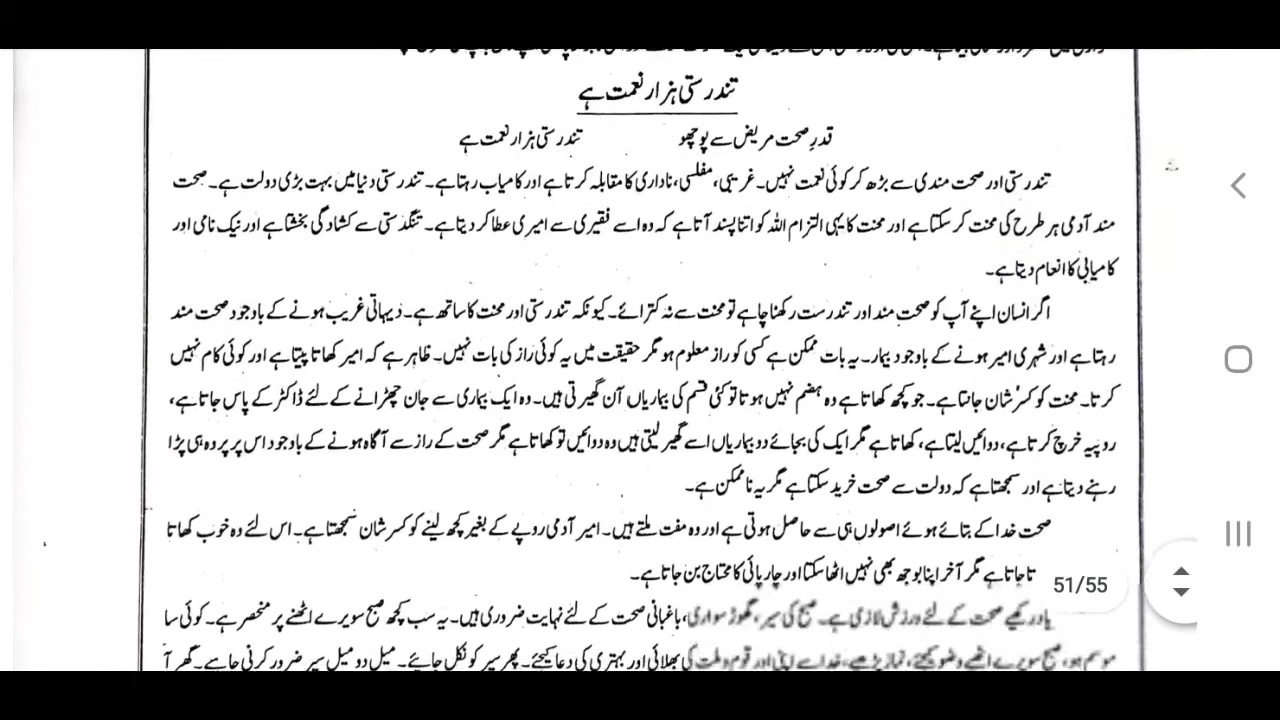 تندرستی ہزار نعمت ہے
قدرِ صحت مریض سے پوچھو تندرستی ہزار نعمت ہے
تندرستی اور صحت مندی سے بڑھ کر کوئی نعمت نہیں۔ غریبی، مفلسی، ناداری کا مقابلہ کرتا ہے اور کامیاب رہتا ہے۔ تندرستی دنیا میں بہت بڑی دولت ہے۔ صحت
مند آدمی ہر طرح کی محنت کر سکتا ہے اور محنت کا یہی التزام اللہ کو اتنا پسند آتا ہے کہ وہ اسے فقیری سے امیری عطا کر دیتا ہے۔ تنگدستی سے کشادگی بخشتا ہے اور نیک نامی اور
کامیابی کا انعام دیتا ہے۔
اگر انسان اپنے آپ کو صحت مند اور تندرست رکھنا چاہے تو محنت سے نہ کترائے۔ کیونکہ تندرستی اور محنت کا ساتھ ہے۔ دیہاتی غریب ہونے کے باوجود صحت مند
رہتا ہے اور شہری امیر ہونے کے باوجود بیمار۔ یہ بات ممکن ہے کسی کو راز معلوم ہو مگر حقیقت میں یہ کوئی راز کی بات نہیں۔ ظاہر ہے کہ امیر کھاتا پیتا ہے اور کوئی کام نہیں
کرتا۔ محنت کو کسرِ شان جانتا ہے۔ جو کچھ کھاتا ہے وہ ہضم نہیں ہوتا تو کئی قسم کی بیماریاں آن گھیرتی ہیں۔ وہ ایک بیماری سے جان چھڑانے کے لئے ڈاکٹر کے پاس جاتا ہے،
روپیہ خرچ کرتا ہے، دوائیں لیتا ہے، کھاتا ہے مگر ایک کی بجائے دو بیماریاں اسے گھیر لیتی ہیں وہ دوائیں تو کھاتا ہے مگر صحت کے راز سے آگاہ ہونے کے باوجود اس پر پردہ ہی پڑا
رہنے دیتا ہے اور سمجھتا ہے کہ دولت سے صحت خرید سکتا ہے مگر یہ ناممکن ہے۔
صحت خدا کے بتائے ہوئے اصولوں ہی سے حاصل ہوتی ہے اور وہ مفت ملتے ہیں۔ امیر آدمی روپے کے بغیر کچھ لینے کو کسرِ شان سمجھتا ہے۔ اس لئے وہ خوب کھاتا
تا جاتا ہے مگر آخر اپنا بوجھ بھی نہیں اٹھا سکتا اور چارپائی کا محتاج بن جاتا ہے۔
51/55
یاد رکھیے صحت کے لئے ورزش لازمی ہے۔ صبح کی سیر، گھوڑ سواری، باغبانی صحت کے لئے نہایت ضروری ہیں۔ یہ سب کچھ صبح سویرے اٹھنے پر منحصر ہے۔ کوئی سا
موسم ہو، صبح سویرے اٹھیے وضو کیجئے، نماز پڑھیے، خدا سے اپنی اور قوم و ملت کی بھلائی اور بہتری کی دعا کیجئے۔ پھر سیر کو نکل جائیے۔ میل دو میل سیر ضرور کرنی چاہیے۔ گھر آ